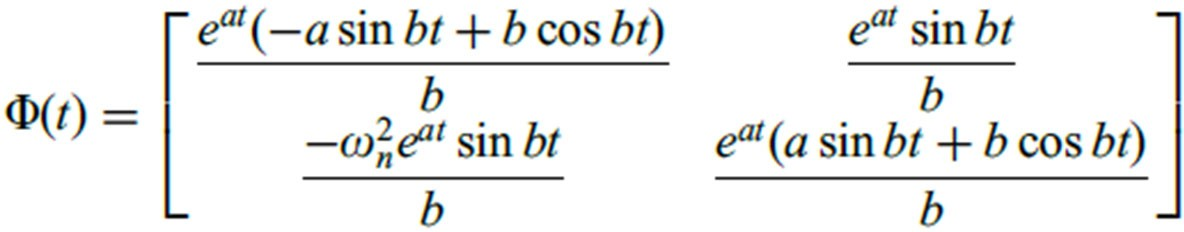 Φ(t) = [ e^{at}(−a sin bt + b cos bt) / b    e^{at} sin bt / b
−ω_n^2 e^{at} sin bt / b    e^{at}(a sin bt + b cos bt) / b ]